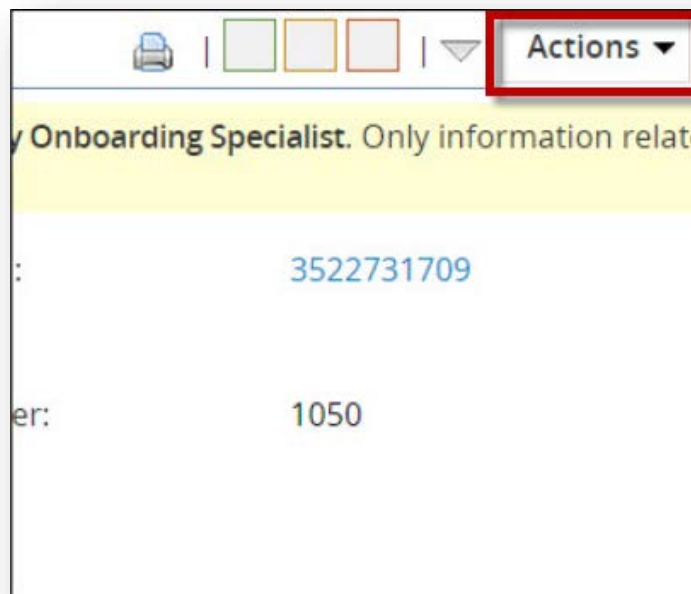 Actions
y Onboarding Specialist. Only information relat
: 3522731709
er: 1050